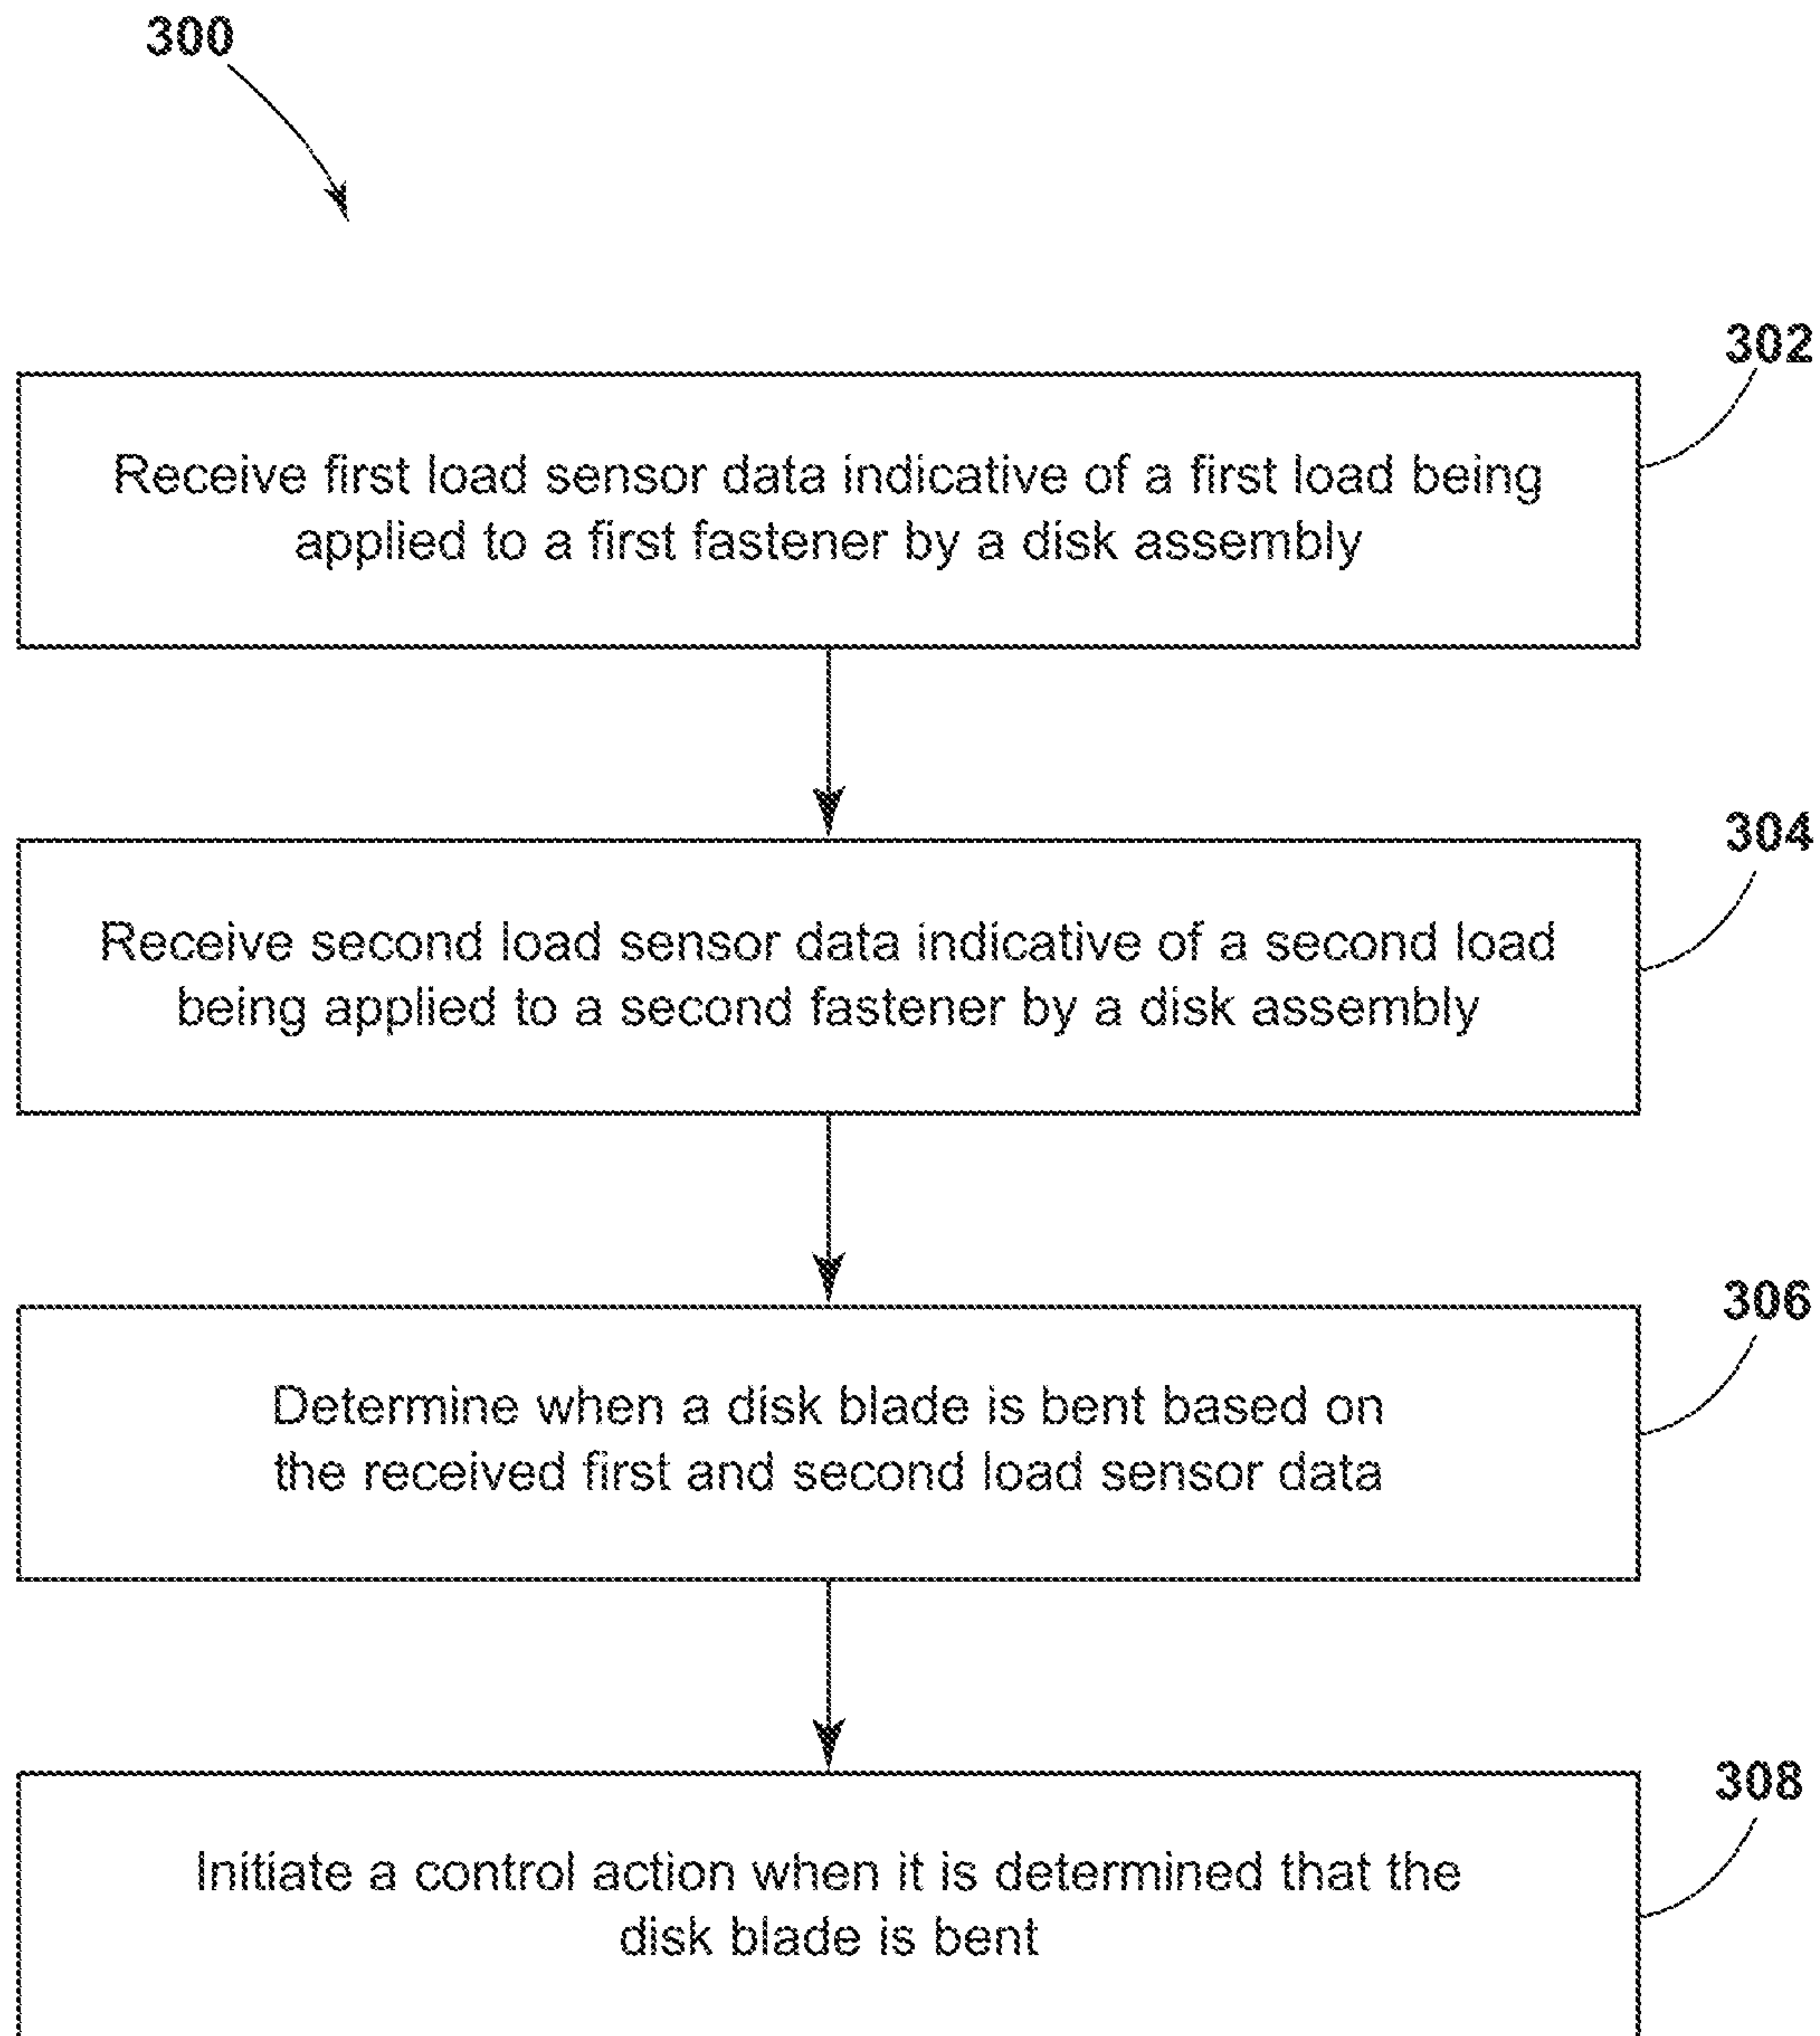 300
302
Receive first load sensor data indicative of a first load being
applied to a first fastener by a disk assembly
304
Receive second load sensor data indicative of a second load
being applied to a second fastener by a disk assembly
306
Determine when a disk blade is bent based on
the received first and second load sensor data
308
Initiate a control action when it is determined that the
disk blade is bent